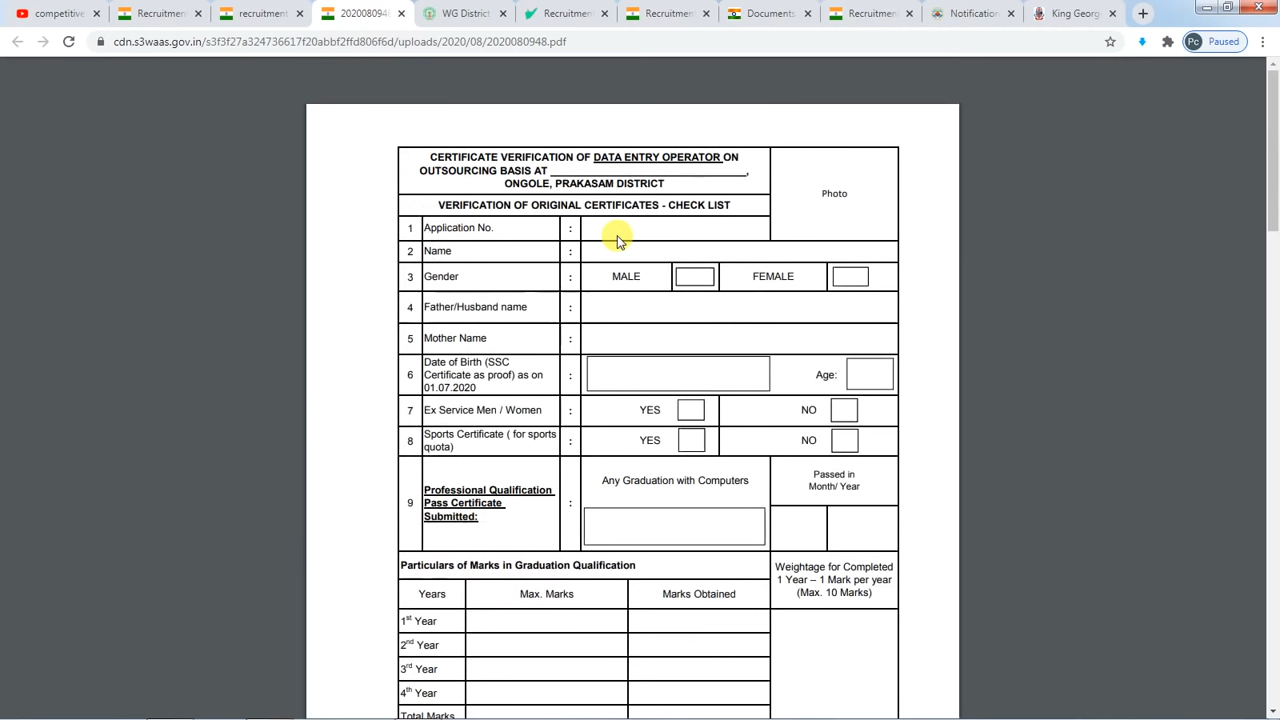 competitive
Recruitmen
recruitment
2020080948
WG District
Recruitment
Recruitmen
Documents
Recruitmen
Notification
King Georg
cdn.s3waas.gov.in/s3f3f27a324736617f20abbf2ffd806f6d/uploads/2020/08/2020080948.pdf
Pc Paused
CERTIFICATE VERIFICATION OF DATA ENTRY OPERATOR ON
OUTSOURCING BASIS AT ____________________________,
ONGOLE, PRAKASAM DISTRICT
Photo
VERIFICATION OF ORIGINAL CERTIFICATES - CHECK LIST
1 Application No. :
2 Name :
3 Gender : MALE FEMALE
4 Father/Husband name :
5 Mother Name :
6 Date of Birth (SSC
Certificate as proof) as on
01.07.2020
: Age:
7 Ex Service Men / Women : YES NO
8 Sports Certificate ( for sports
quota)
: YES NO
9 Professional Qualification
Pass Certificate
Submitted:
: Any Graduation with Computers
Passed in
Month/ Year
Particulars of Marks in Graduation Qualification
Weightage for Completed
1 Year – 1 Mark per year
(Max. 10 Marks)
Years Max. Marks Marks Obtained
1st Year
2nd Year
3rd Year
4th Year
Total Marks